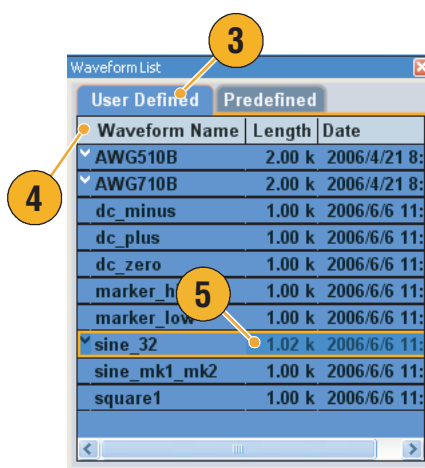 3
Waveform List
User Defined Predefined
4
Waveform Name Length Date
AWG510B 2.00 k 2006/4/21 8:
AWG710B 2.00 k 2006/4/21 8:
dc_minus 1.00 k 2006/6/6 11:
dc_plus 1.00 k 2006/6/6 11:
dc_zero 1.00 k 2006/6/6 11:
5
1.00 k 2006/6/6 11:
marker_low 1.00 k 2006/6/6 11:
sine_32 1.02 k 2006/6/6 11:
sine_mk1_mk2 1.00 k 2006/6/6 11:
square1 1.00 k 2006/6/6 11: